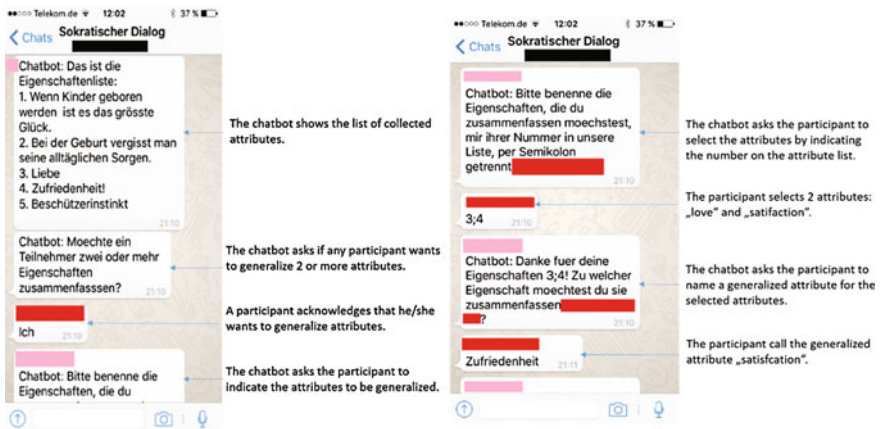 ●●○○○ Telekom.de 12:02 37 %
Chats Sokratischer Dialog
Chatbot: Das ist die
Eigenschaftenliste:
1. Wenn Kinder geboren
werden ist es das grösste
Glück.
2. Bei der Geburt vergisst man
seine alltäglichen Sorgen.
3. Liebe
4. Zufriedenheit!
5. Beschützerinstinkt
21:10
Chatbot: Moechte ein
Teilnehmer zwei oder mehr
Eigenschaften
zusammenfasssen?
21:10
Ich
21:10
Chatbot: Bitte benenne die
Eigenschaften, die du
The chatbot shows the list of collected
attributes.
The chatbot asks if any participant wants
to generalize 2 or more attributes.
A participant acknowledges that he/she
wants to generalize attributes.
The chatbot asks the participant to
indicate the attributes to be generalized.
●●○○○ Telekom.de 12:02 37 %
Chats Sokratischer Dialog
Chatbot: Bitte benenne die
Eigenschaften, die du
zusammenfassen moechstest,
mir ihrer Nummer in unsere
Liste, per Semikolon
getrennt
21:10
3;4
21:10
Chatbot: Danke fuer deine
Eigenschaften 3;4! Zu welcher
Eigenschaft moechtest du sie
zusammenfassen
?
21:10
Zufriedenheit
21:11
The chatbot asks the participant to
select the attributes by indicating
the number on the attribute list.
The participant selects 2 attributes:
„love" and „satifaction".
The chatbot asks the participant to
name a generalized attribute for the
selected attributes.
The participant call the generalized
attribute „satisfcation".